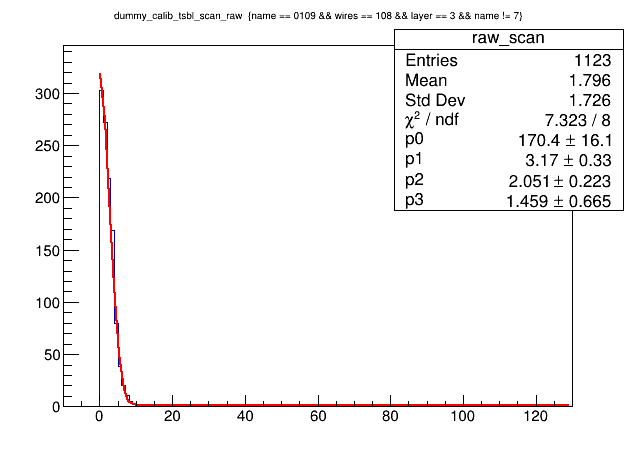 dummy_calib_tsbl_scan_raw {name == 0109 && wires == 108 && layer == 3 && name != 7}
raw_scan
Entries 1123
Mean 1.796
Std Dev 1.726
χ² / ndf 7.323 / 8
p0 170.4 ± 16.1
p1 3.17 ± 0.33
p2 2.051 ± 0.223
p3 1.459 ± 0.665
300
250
200
150
100
50
0
0 20 40 60 80 100 120